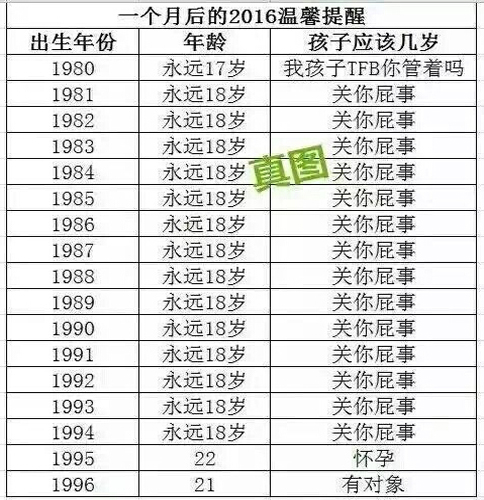 一个月后的2016温馨提醒
出生年份 年龄 孩子应该几岁
1980 永远17岁 我孩子TFB你管着吗
1981 永远18岁 关你屁事
1982 永远18岁 关你屁事
1983 永远18岁 关你屁事
1984 永远18岁 关你屁事
真图
1985 永远18岁 关你屁事
1986 永远18岁 关你屁事
1987 永远18岁 关你屁事
1988 永远18岁 关你屁事
1989 永远18岁 关你屁事
1990 永远18岁 关你屁事
1991 永远18岁 关你屁事
1992 永远18岁 关你屁事
1993 永远18岁 关你屁事
1994 永远18岁 关你屁事
1995 22 怀孕
1996 21 有对象